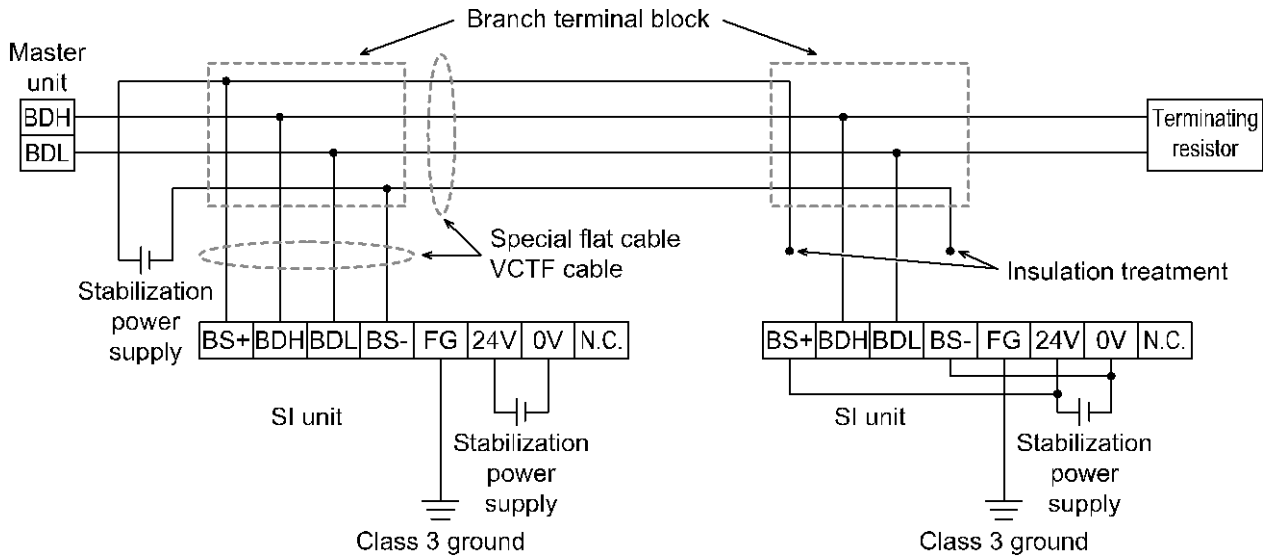 Branch terminal block
Master
unit
BDH
BDL
Terminating
resistor
Special flat cable
VCTF cable
Insulation treatment
Stabilization
power
supply
BS+ BDH BDL BS- FG 24V 0V N.C.
BS+ BDH BDL BS- FG 24V 0V N.C.
SI unit
Stabilization
power
supply
SI unit
Stabilization
power
supply
Class 3 ground
Class 3 ground